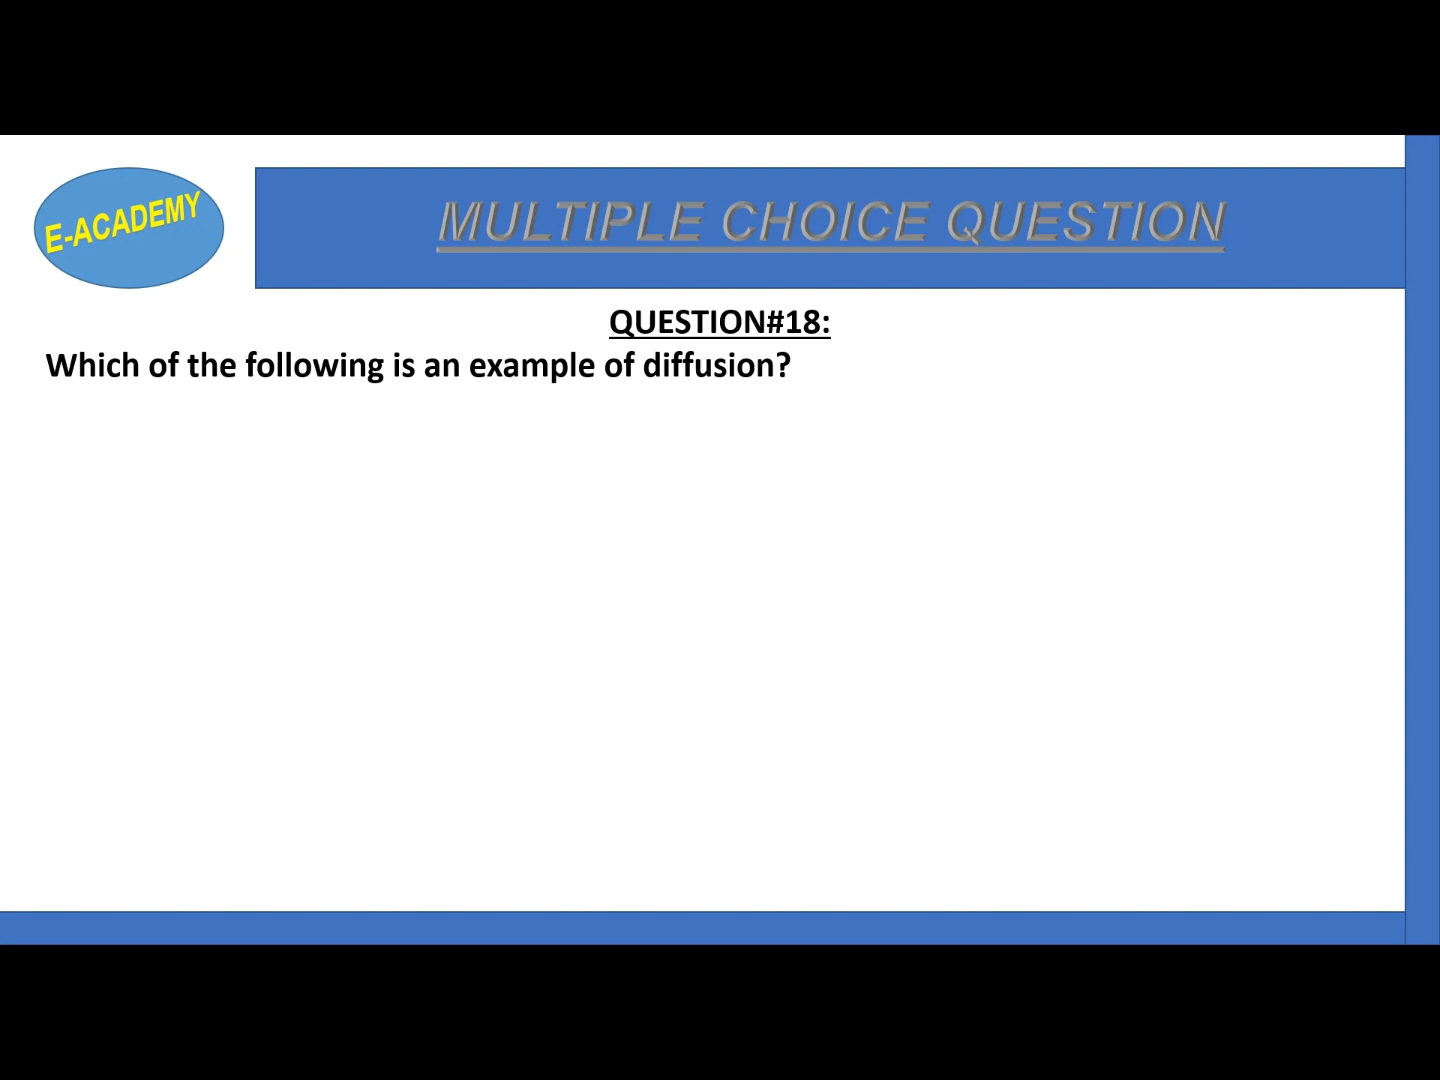 E-ACADEMY
MULTIPLE CHOICE QUESTION
QUESTION#18:
Which of the following is an example of diffusion?